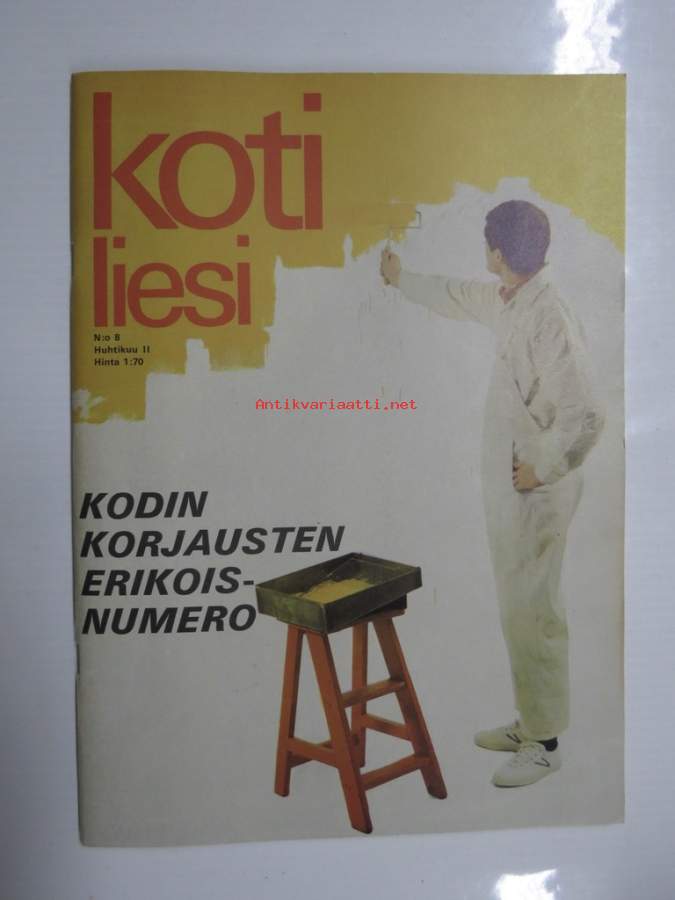 koti
liesi
N:o 8
Huhtikuu II
Hinta 1:70
Antikvariaatti.net
KODIN
KORJAUSTEN
ERIKOIS-
NUMERO